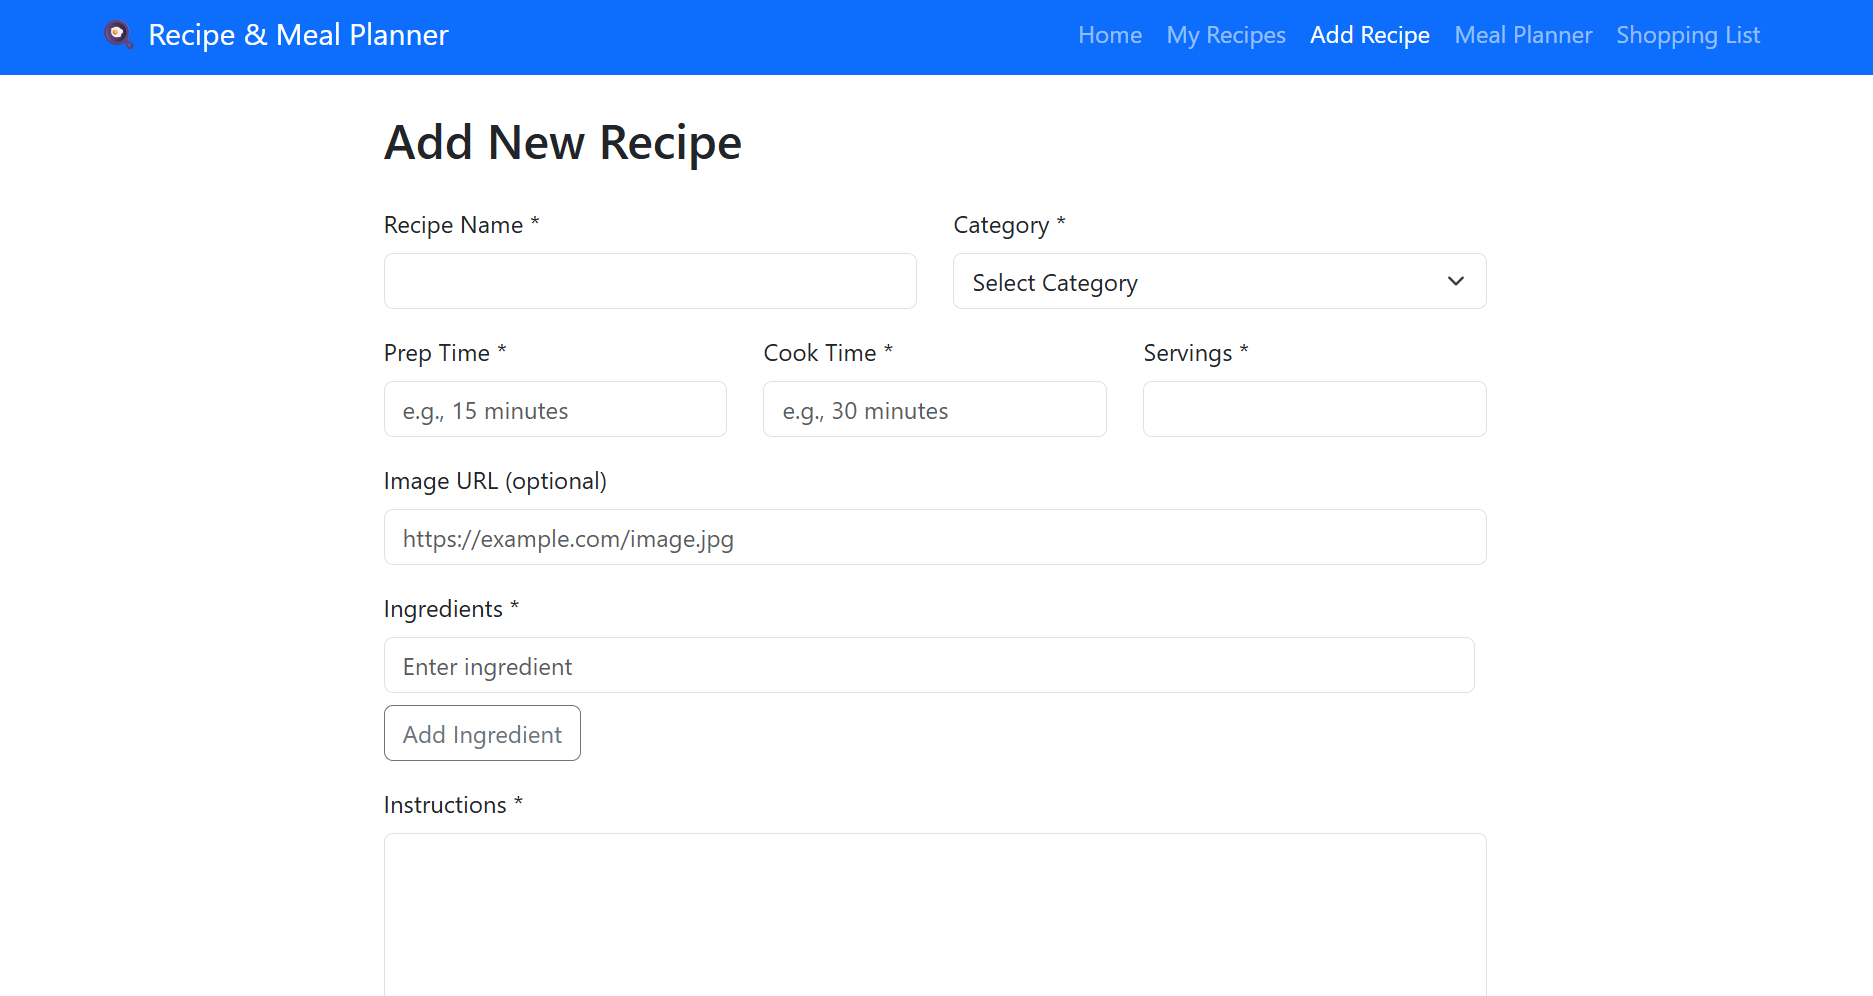 Recipe & Meal Planner
Home My Recipes Add Recipe Meal Planner Shopping List
Add New Recipe
Recipe Name * Category *
Select Category
Prep Time * Cook Time * Servings *
e.g., 15 minutes e.g., 30 minutes
Image URL (optional)
https://example.com/image.jpg
Ingredients *
Enter ingredient
Add Ingredient
Instructions *